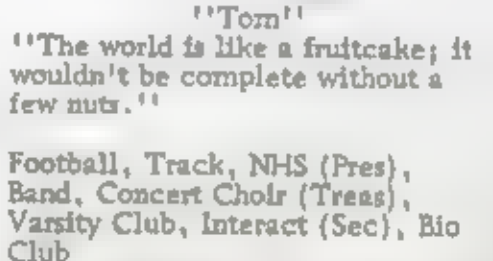 ''Tom''
''The world is like a fruitcake; it
wouldn't be complete without a
few nuts.''
Football, Track, NHS (Pres),
Band, Concert Choir (Treas),
Varsity Club, Interact (Sec), Bio
Club